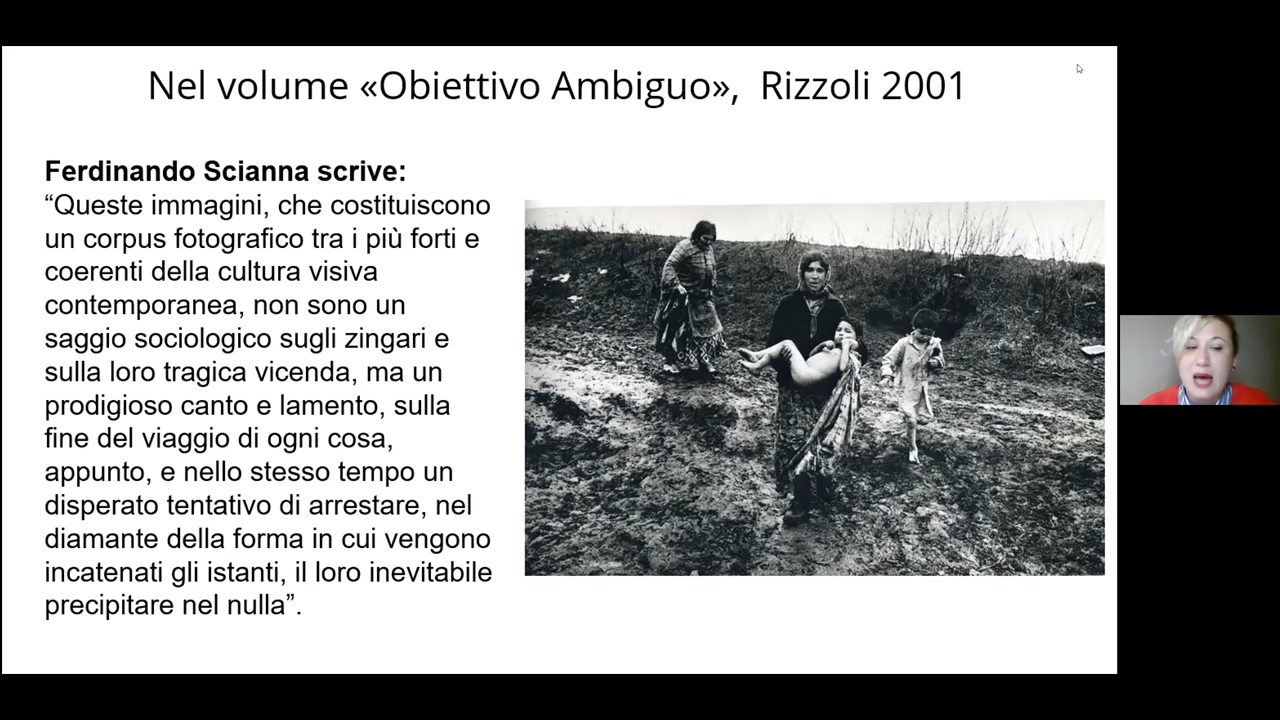 Nel volume «Obiettivo Ambiguo», Rizzoli 2001
Ferdinando Scianna scrive:
“Queste immagini, che costituiscono
un corpus fotografico tra i più forti e
coerenti della cultura visiva
contemporanea, non sono un
saggio sociologico sugli zingari e
sulla loro tragica vicenda, ma un
prodigioso canto e lamento, sulla
fine del viaggio di ogni cosa,
appunto, e nello stesso tempo un
disperato tentativo di arrestare, nel
diamante della forma in cui vengono
incatenati gli istanti, il loro inevitabile
precipitare nel nulla”.